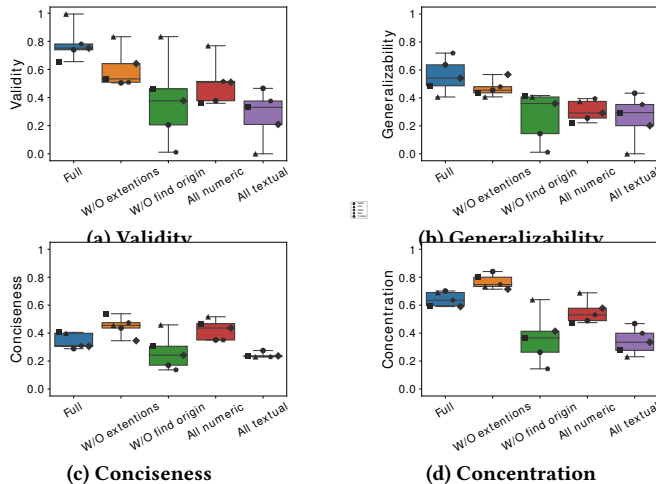 Validity
1
0.8
0.6
0.4
0.2
0.0
Full
W/O extentions
W/O find origin
All numeric
All textual
(a) Validity
Generalizability
1
0.8
0.6
0.4
0.2
0.0
Full
W/O extentions
W/O find origin
All numeric
All textual
(b) Generalizability
Conciseness
1
0.8
0.6
0.4
0.2
0.0
Full
W/O extentions
W/O find origin
All numeric
All textual
(c) Conciseness
Concentration
1
0.8
0.6
0.4
0.2
0.0
Full
W/O extentions
W/O find origin
All numeric
All textual
(d) Concentration